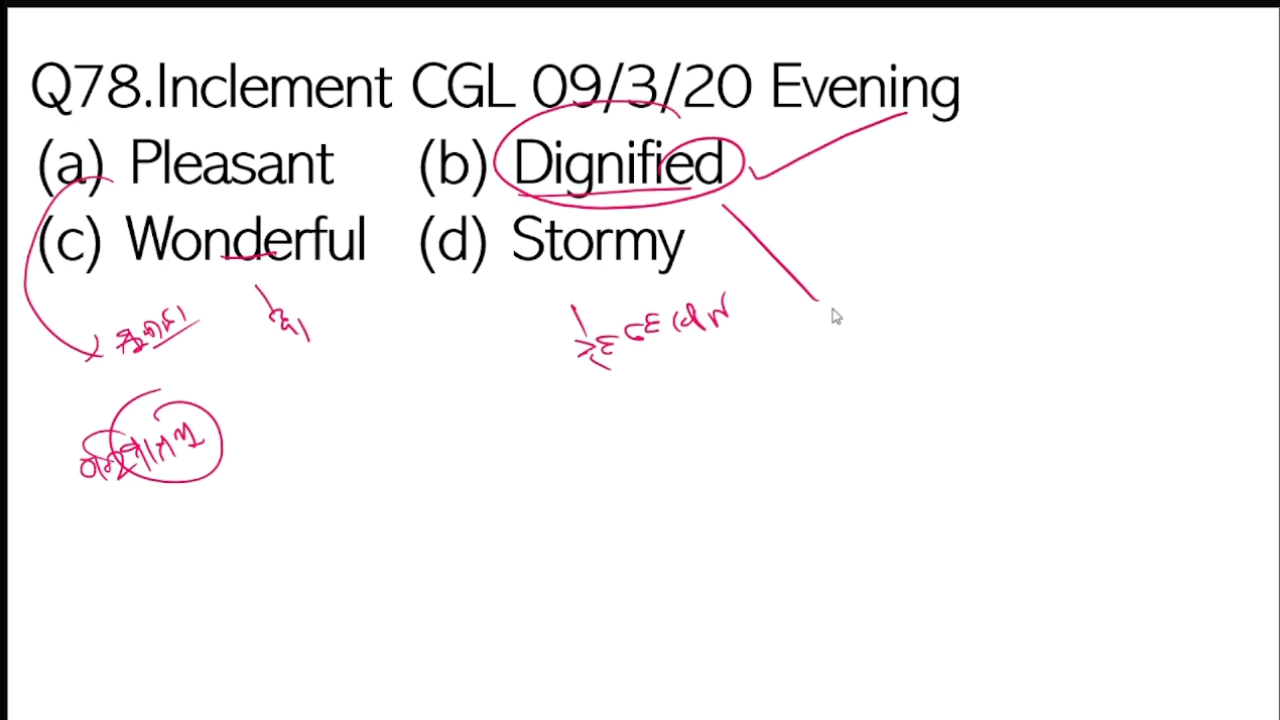 Q78.Inclement CGL 09/3/20 Evening
(a) Pleasant (b) Dignified
(c) Wonderful (d) Stormy